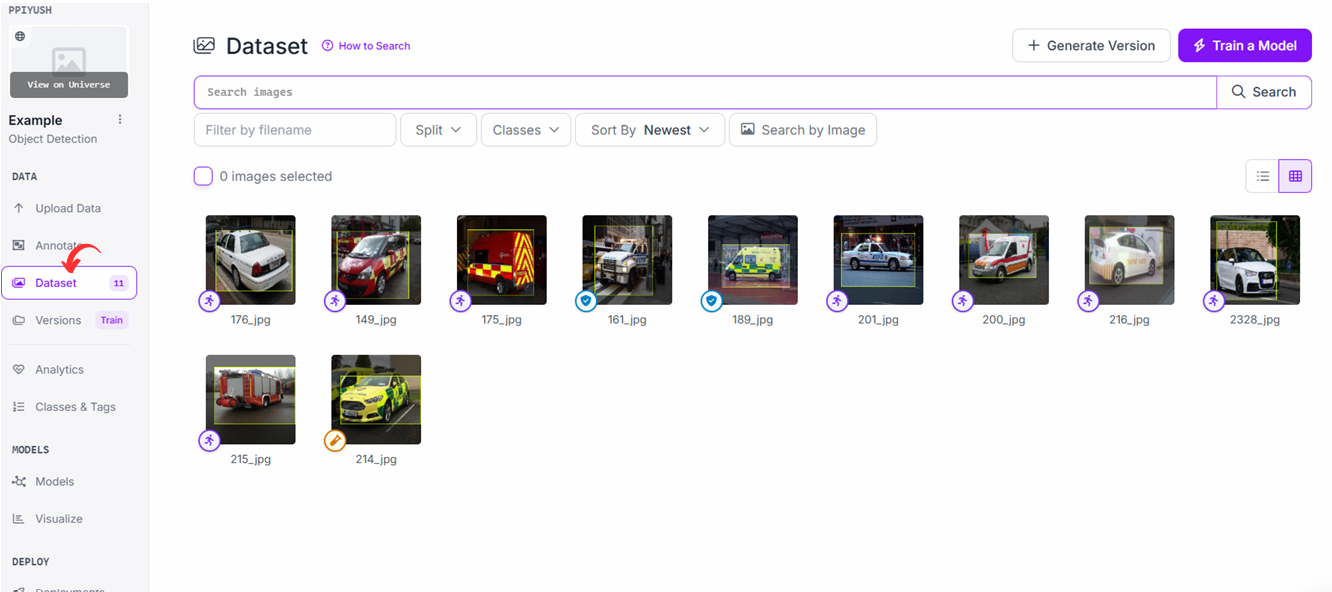 PPIYUSH
View on Universe
Example
Object Detection
DATA
Upload Data
Annotate
Dataset 11
Versions Train
Analytics
Classes & Tags
MODELS
Models
Visualize
DEPLOY
Deployments
Dataset How to Search
Generate Version Train a Model
Search images Search
Filter by filename Split Classes Sort By Newest Search by Image
0 images selected
176_jpg 149_jpg 175_jpg 161_jpg 189_jpg 201_jpg 200_jpg 216_jpg 2328_jpg
215_jpg 214_jpg